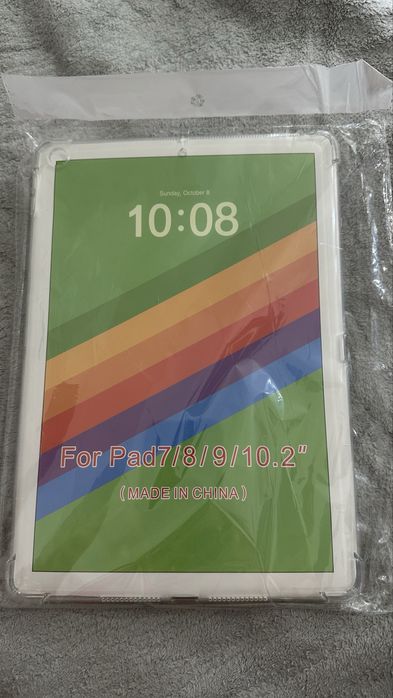 Sunday, October 8
10:08
For Pad7/8/9/10.2"
(MADE IN CHINA)